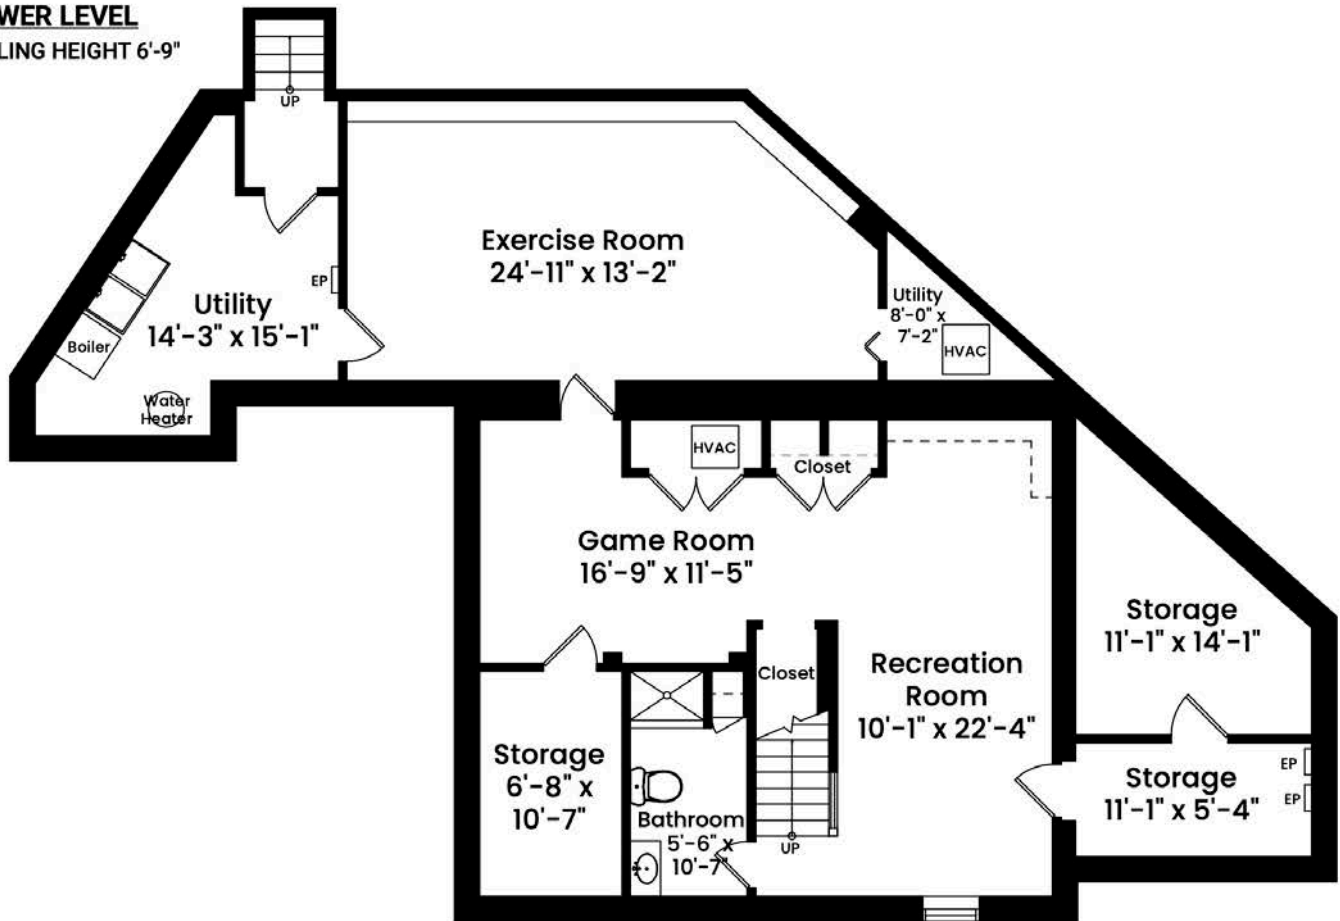 WER LEVEL
LING HEIGHT 6'-9"
UP
Exercise Room
24'-11" x 13'-2"
EP
Utility
14'-3" x 15'-1"
Utility
8'-0" x
7'-2"
HVAC
Boiler
Water
Heater
HVAC
Closet
Game Room
16'-9" x 11'-5"
Storage
11'-1" x 14'-1"
Closet
Recreation
Room
10'-1" x 22'-4"
Storage
6'-8" x
10'-7"
Bathroom
5'-6" x
10'-7"
UP
Storage
11'-1" x 5'-4"
EP
EP